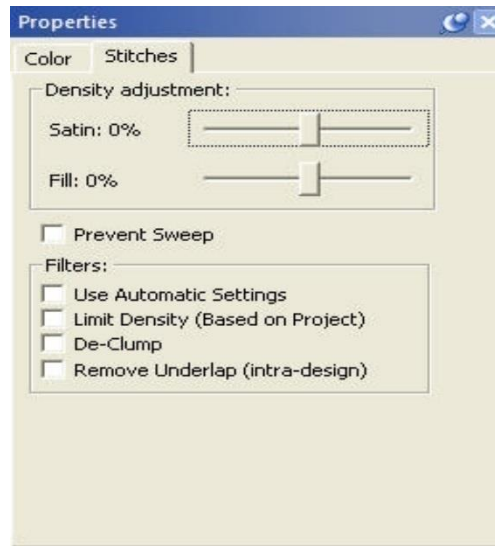 Properties
Color Stitches
Density adjustment:
Satin: 0%
Fill: 0%
Prevent Sweep
Filters:
Use Automatic Settings
Limit Density (Based on Project)
De-Clump
Remove Underlap (intra-design)